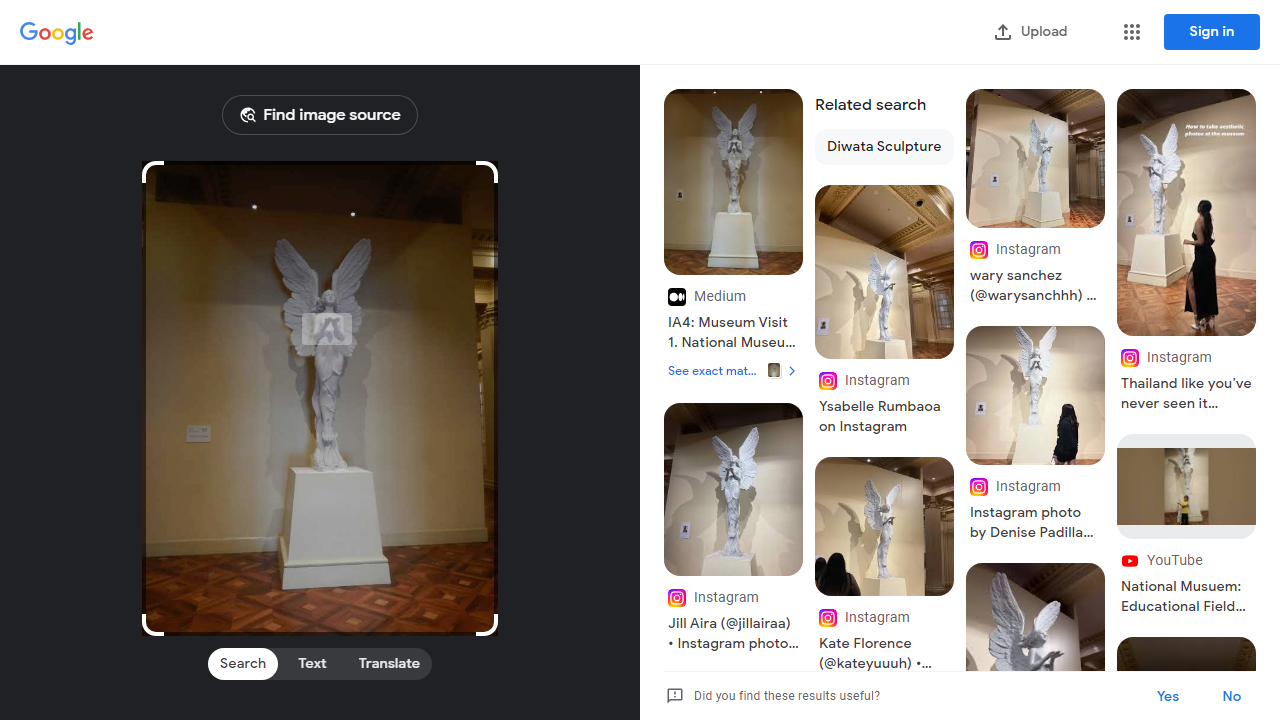 Google
Upload
Sign in
Find image source
Search
Text
Translate
Medium
IA4: Museum Visit
1. National Museu...
See exact mat...
Instagram
Jill Aira (@jillairaa)
• Instagram photo...
Related search
Diwata Sculpture
Instagram
Ysabelle Rumbaoa
on Instagram
Instagram
Kate Florence
(@kateyuuuh) •...
Instagram
wary sanchez
(@warysanchhh) ...
Instagram
Instagram photo
by Denise Padilla...
How to take aesthetic
photos at the museum
Instagram
Thailand like you've
never seen it...
YouTube
National Musuem:
Educational Field...
Did you find these results useful?
Yes
No